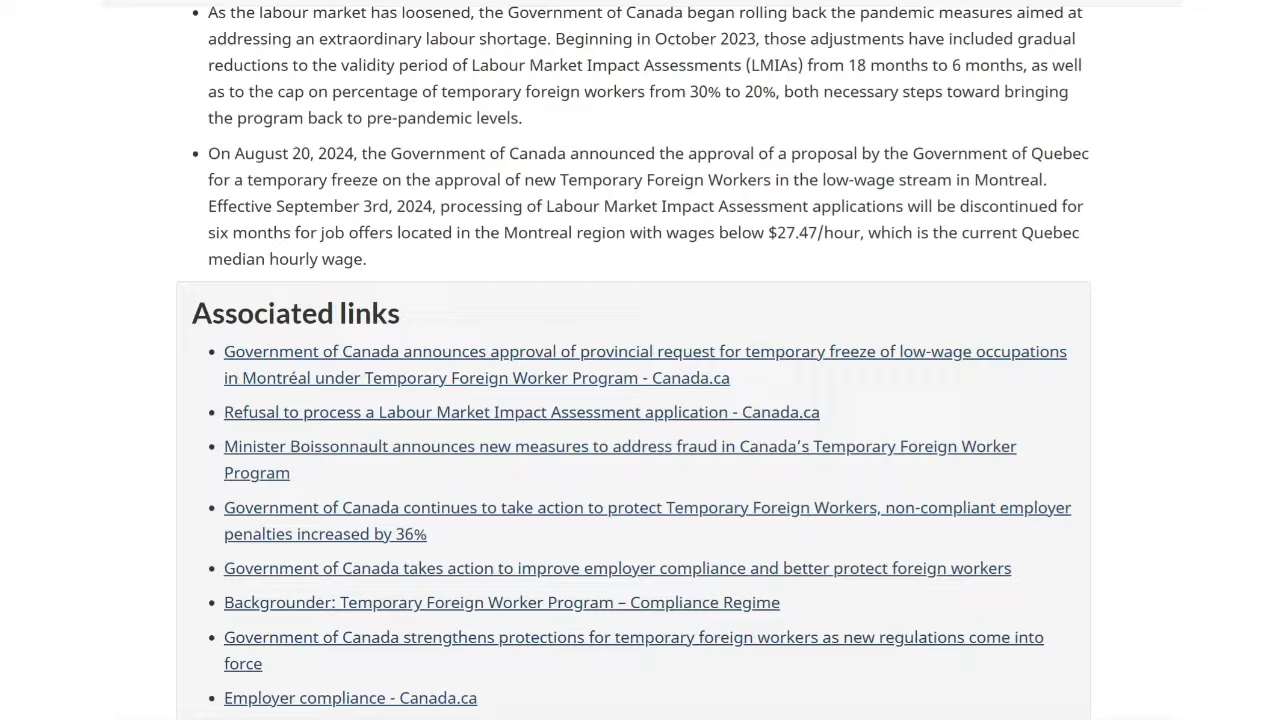 • As the labour market has loosened, the Government of Canada began rolling back the pandemic measures aimed at
addressing an extraordinary labour shortage. Beginning in October 2023, those adjustments have included gradual
reductions to the validity period of Labour Market Impact Assessments (LMIAs) from 18 months to 6 months, as well
as to the cap on percentage of temporary foreign workers from 30% to 20%, both necessary steps toward bringing
the program back to pre-pandemic levels.
• On August 20, 2024, the Government of Canada announced the approval of a proposal by the Government of Quebec
for a temporary freeze on the approval of new Temporary Foreign Workers in the low-wage stream in Montreal.
Effective September 3rd, 2024, processing of Labour Market Impact Assessment applications will be discontinued for
six months for job offers located in the Montreal region with wages below $27.47/hour, which is the current Quebec
median hourly wage.
Associated links
• Government of Canada announces approval of provincial request for temporary freeze of low-wage occupations
in Montréal under Temporary Foreign Worker Program - Canada.ca
• Refusal to process a Labour Market Impact Assessment application - Canada.ca
• Minister Boissonnault announces new measures to address fraud in Canada’s Temporary Foreign Worker
Program
• Government of Canada continues to take action to protect Temporary Foreign Workers, non-compliant employer
penalties increased by 36%
• Government of Canada takes action to improve employer compliance and better protect foreign workers
• Backgrounder: Temporary Foreign Worker Program – Compliance Regime
• Government of Canada strengthens protections for temporary foreign workers as new regulations come into
force
• Employer compliance - Canada.ca